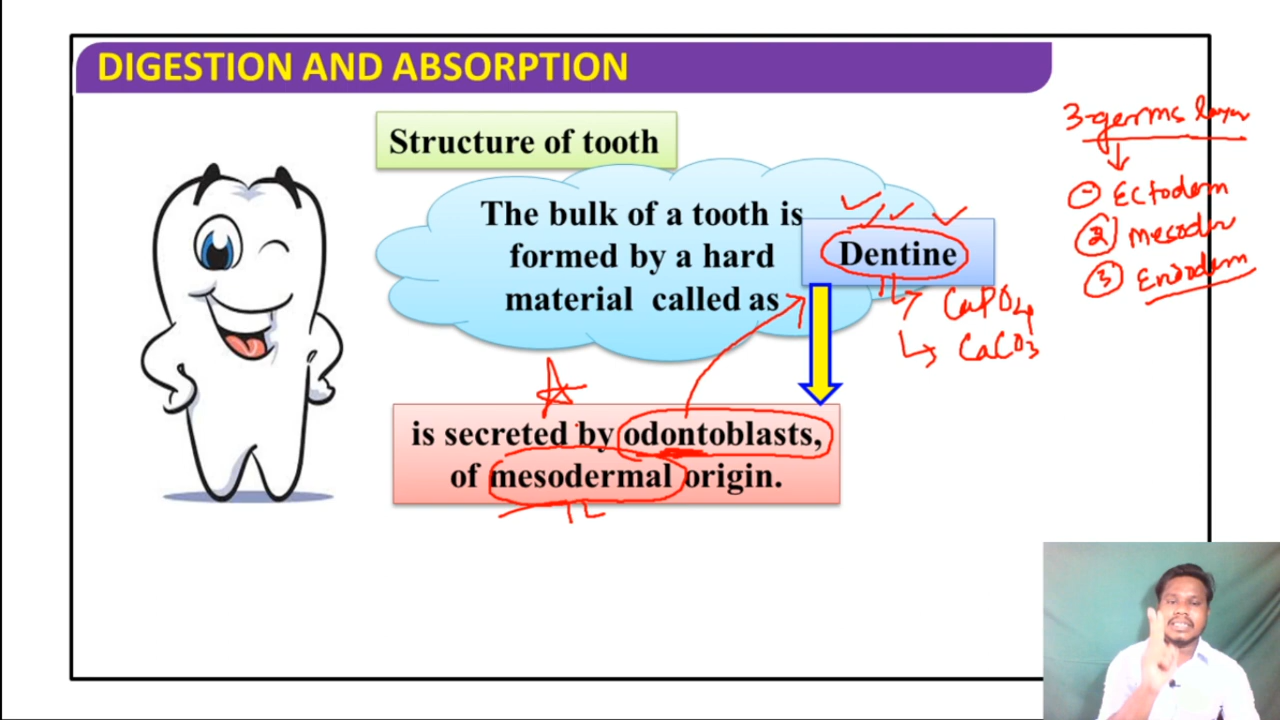 DIGESTION AND ABSORPTION
Structure of tooth
The bulk of a tooth is
formed by a hard
material called as
Dentine
CaPO4
CaCO3
is secreted by odontoblasts,
of mesodermal origin.
3-germs layer
① Ectoderm
② mesoder
③ Endoderm